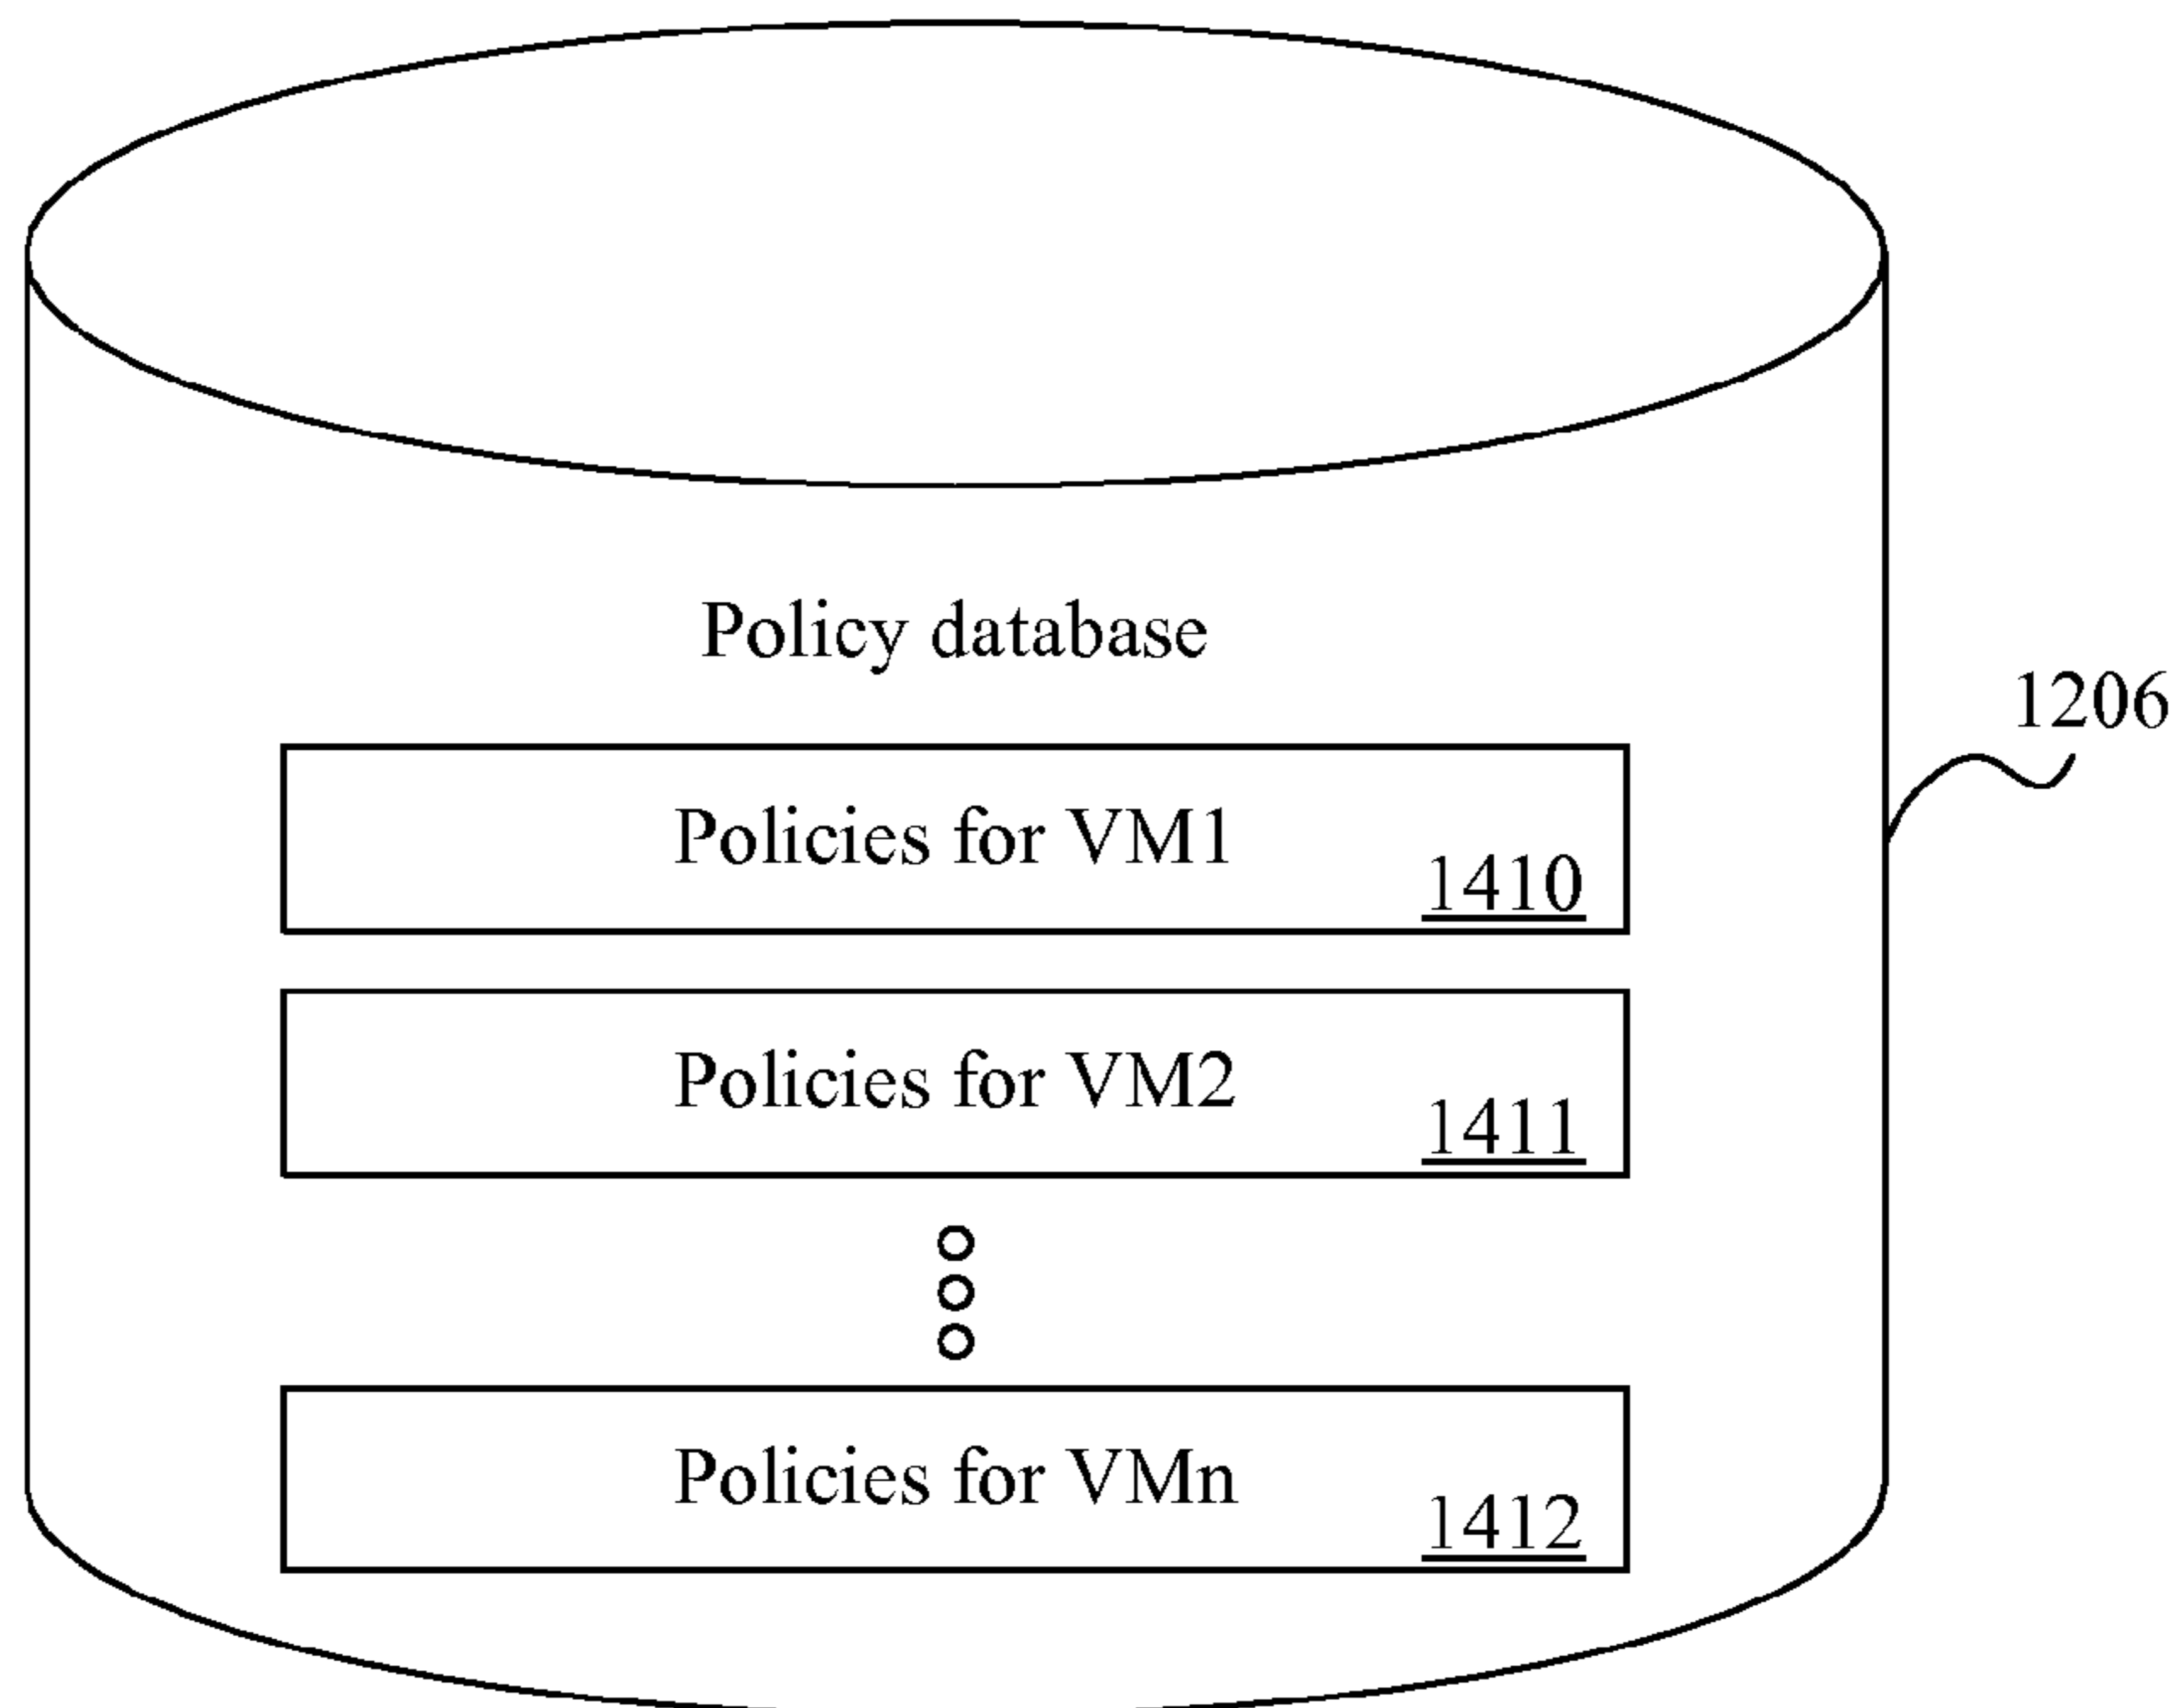 Policy database
1206
Policies for VM1
1410
Policies for VM2
1411
Policies for VMn
1412